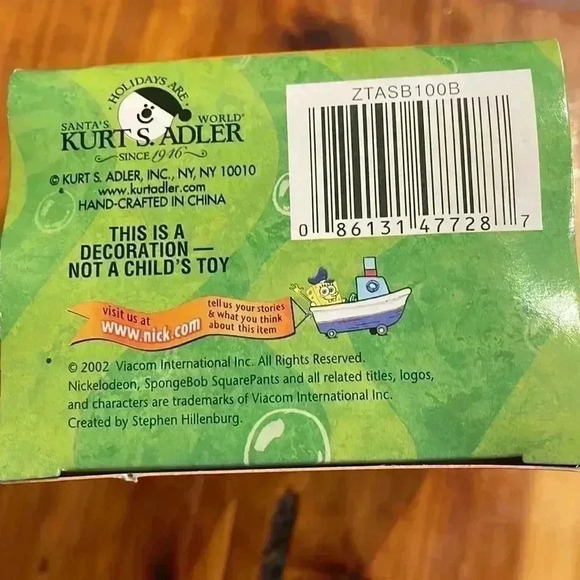 HOLIDAYS ARE
SANTA'S WORLD
KURT S. ADLER
SINCE 1946
© KURT S. ADLER, INC., NY, NY 10010
www.kurtadler.com
HAND-CRAFTED IN CHINA
THIS IS A
DECORATION —
NOT A CHILD'S TOY
ZTASB100B
0 86131 47728 7
visit us at
www.nick.com
tell us your stories
& what you think
about this item
© 2002 Viacom International Inc. All Rights Reserved.
Nickelodeon, SpongeBob SquarePants and all related titles, logos,
and characters are trademarks of Viacom International Inc.
Created by Stephen Hillenburg.